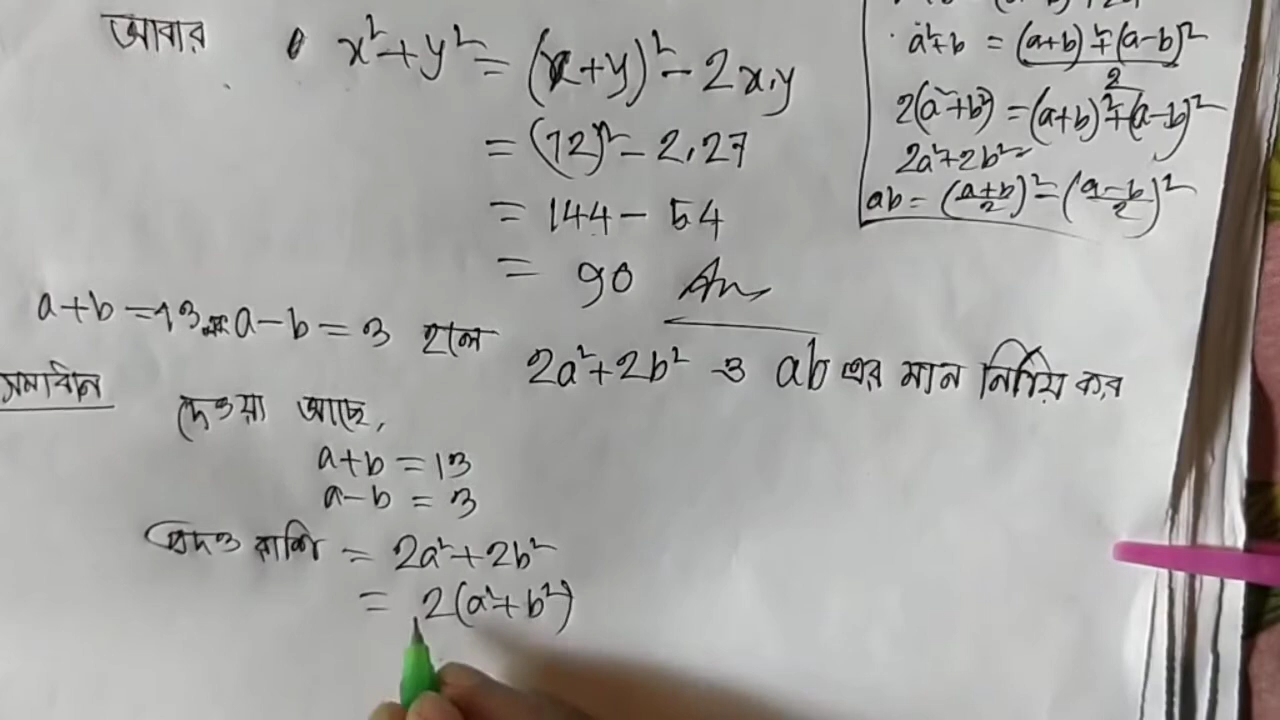 আবার x²+y² = (x+y)² - 2x.y
= (12)² - 2.27
= 144 - 54
= 90 Ans
a²+b = (a+b)²+(a-b)²
2
2(a²+b²) = (a+b)²+(a-b)²
2a²+2b² =
ab = (a+b/2)² - (a-b/2)²
a+b=13 a-b=3 হলে 2a²+2b² ও ab এর মান নির্ণয় কর
সমাধান
দেওয়া আছে,
a+b = 13
a-b = 3
প্রদত্ত রাশি = 2a²+2b²
= 2(a²+b²)